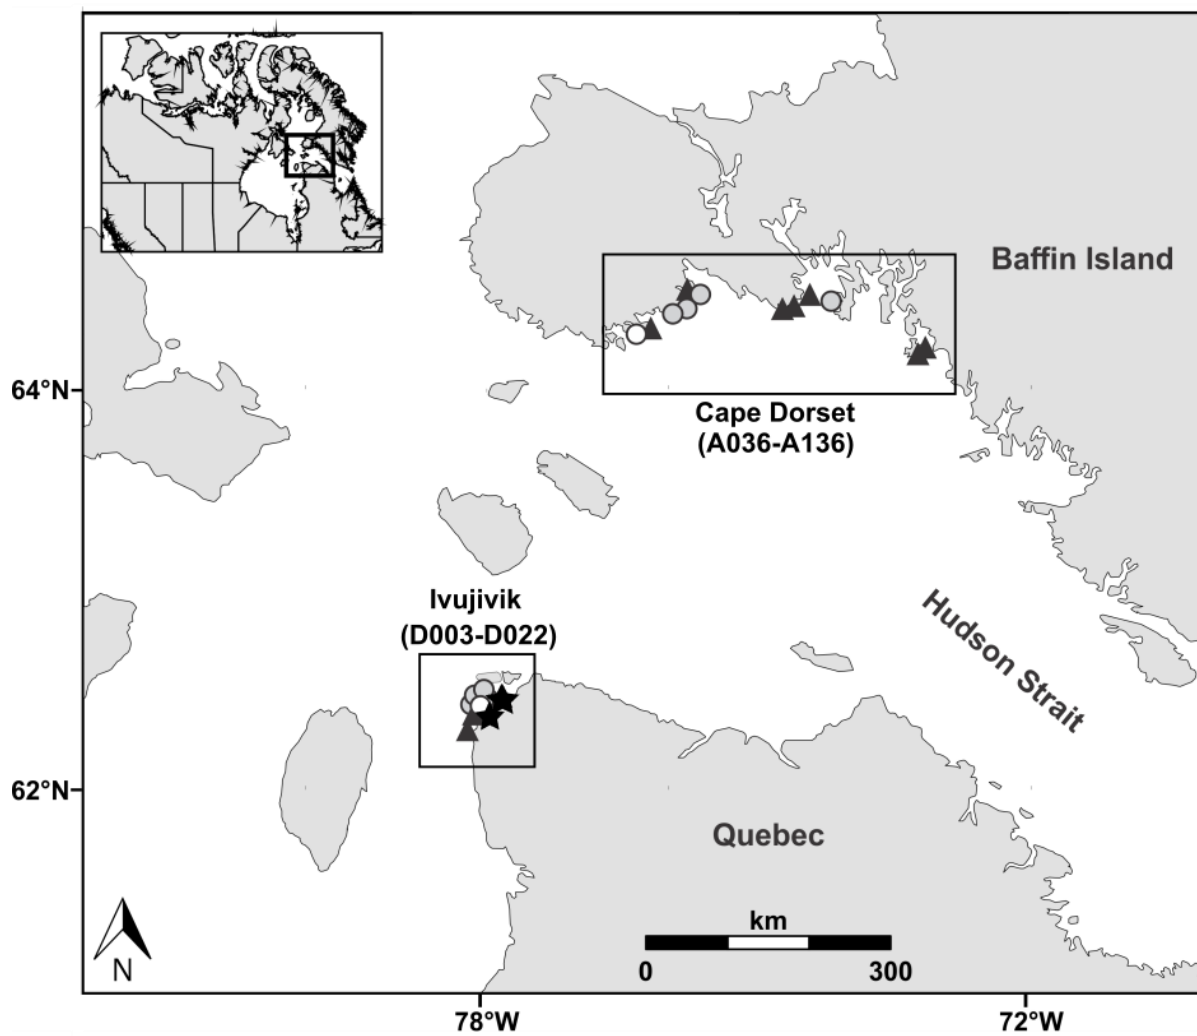 Baffin Island
64°N
Cape Dorset
(A036-A136)
Ivujivik
(D003-D022)
Hudson Strait
62°N
Quebec
km
N
0
300
78°W
72°W